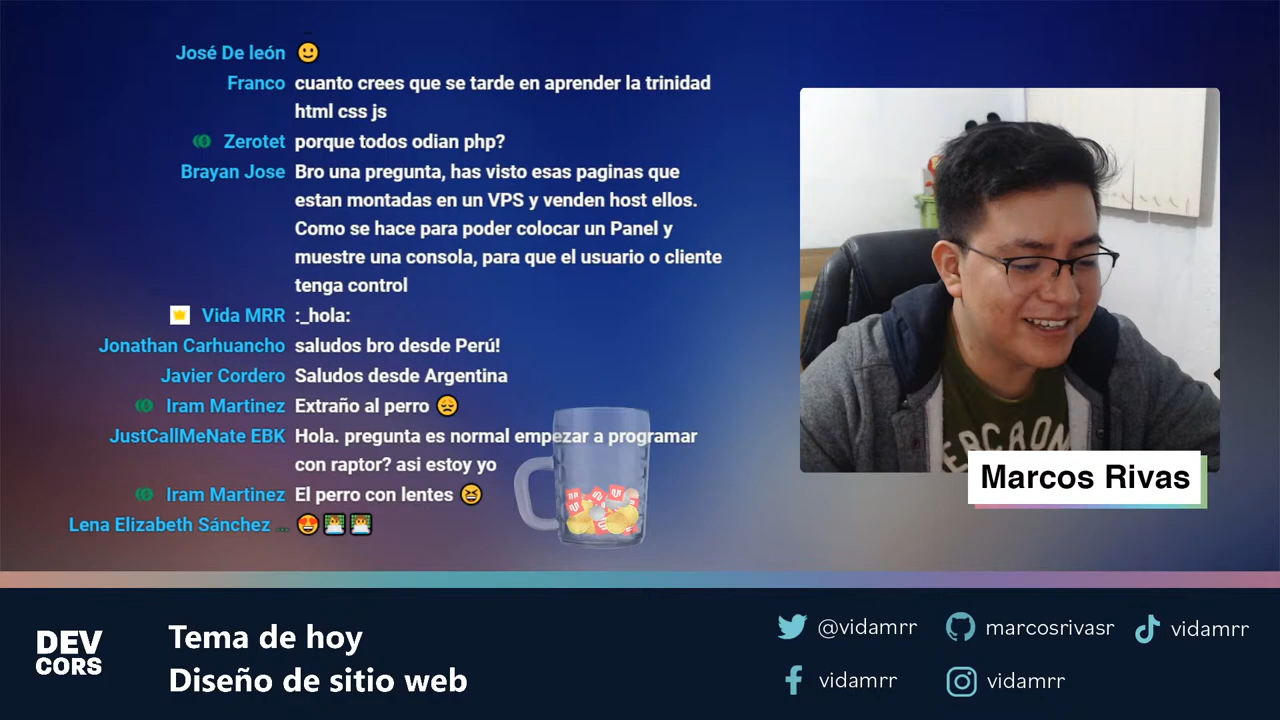 José De león 🙂
Franco cuanto crees que se tarde en aprender la trinidad
html css js
Zerotet porque todos odian php?
Brayan Jose Bro una pregunta, has visto esas paginas que
estan montadas en un VPS y venden host ellos.
Como se hace para poder colocar un Panel y
muestre una consola, para que el usuario o cliente
tenga control
Vida MRR :_hola:
Jonathan Carhuancho saludos bro desde Perú!
Javier Cordero Saludos desde Argentina
Iram Martinez Extraño al perro 😔
JustCallMeNate EBK Hola. pregunta es normal empezar a programar
con raptor? asi estoy yo
Iram Martinez El perro con lentes 😆
Lena Elizabeth Sánchez ... 😍
Marcos Rivas
DEV
CORS
Tema de hoy
Diseño de sitio web
@vidamrr marcosrivasr vidamrr
vidamrr vidamrr